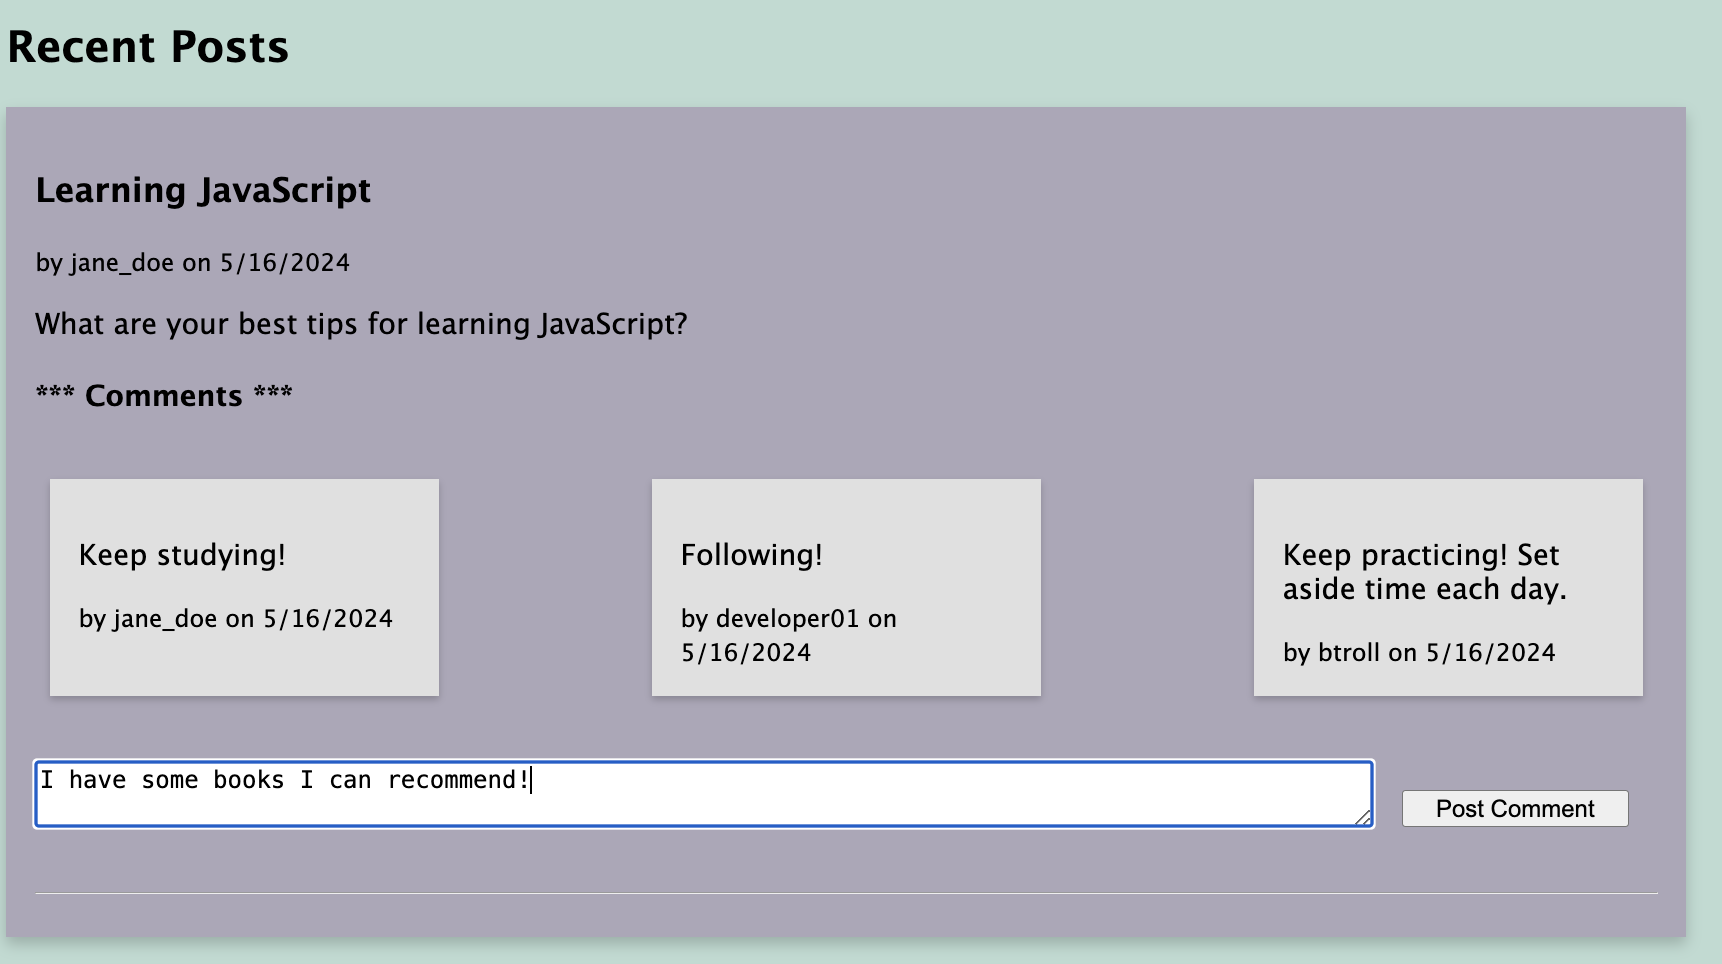 Recent Posts
Learning JavaScript
by jane_doe on 5/16/2024
What are your best tips for learning JavaScript?
*** Comments ***
Keep studying!
by jane_doe on 5/16/2024
Following!
by developer01 on
5/16/2024
Keep practicing! Set
aside time each day.
by btroll on 5/16/2024
I have some books I can recommend!
Post Comment